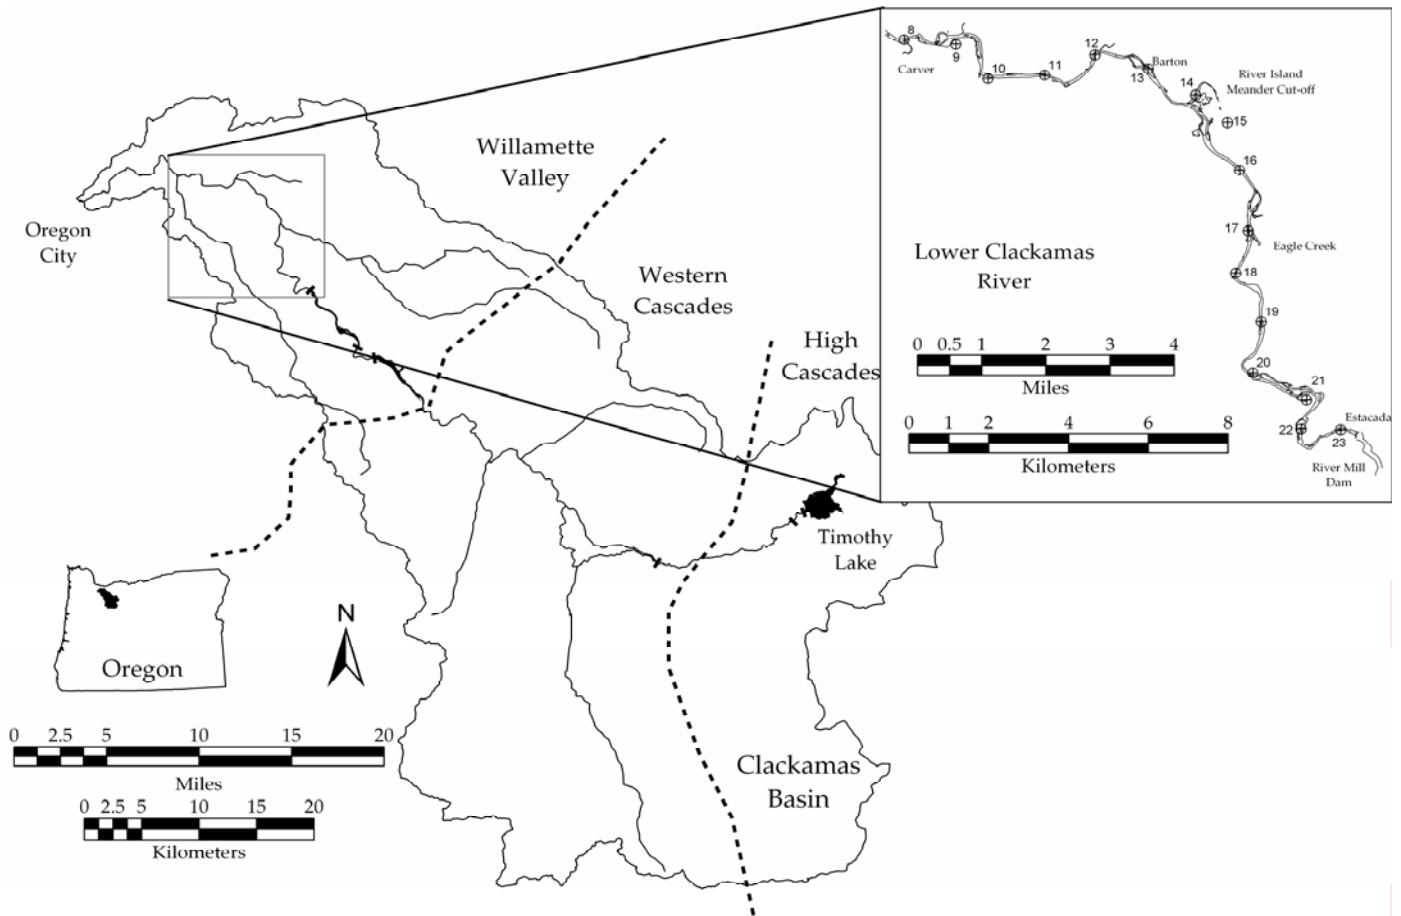 8
9
Carver
10
11
12
Barton
13
14
River Island
Meander Cut-off
15
16
17
Eagle Creek
18
19
20
21
22
23
Estacada
River Mill
Dam
Lower Clackamas
River
0 0.5 1 2 3 4
Miles
0 1 2 4 6 8
Kilometers
Willamette
Valley
Oregon
City
Western
Cascades
High
Cascades
Timothy
Lake
N
Oregon
0 2.5 5 10 15 20
Miles
0 2.5 5 10 15 20
Kilometers
Clackamas
Basin